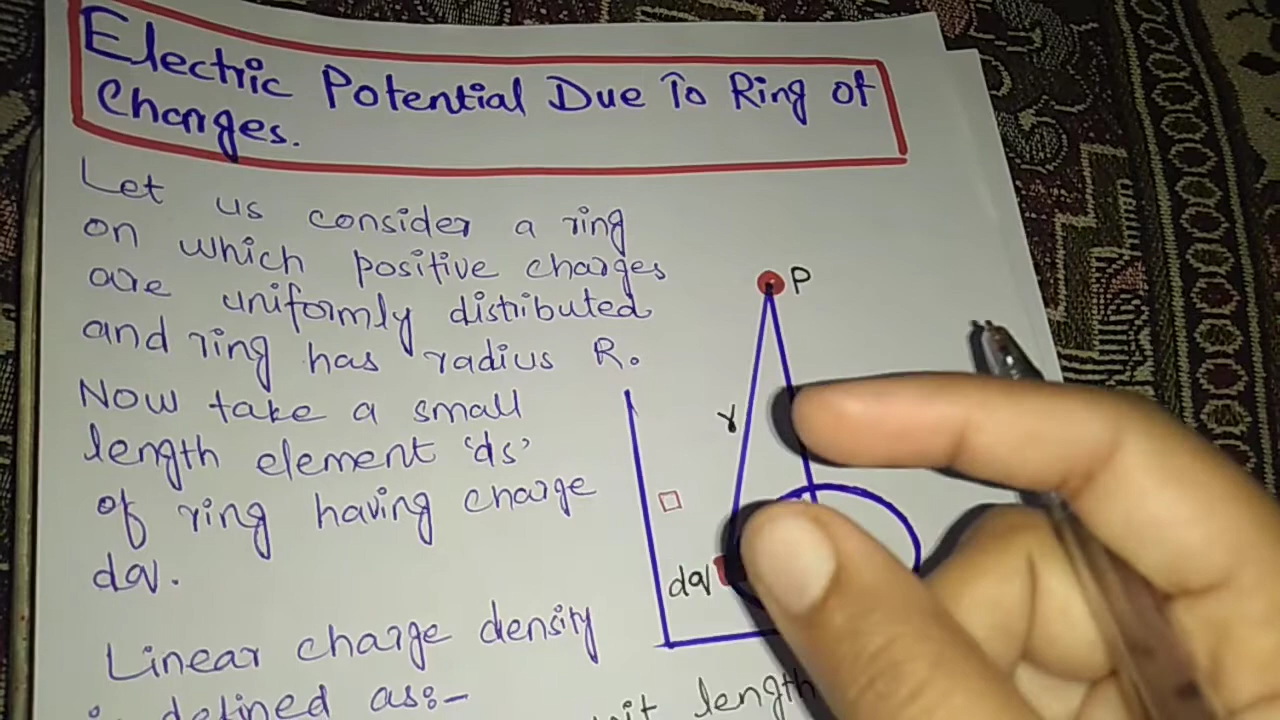 Electric Potential Due To Ring of
Charges.
Let us consider a ring
on which positive charges
are uniformly distributed
and ring has radius R.
Now take a small
length element 'ds'
of ring having charge
dq.
Linear charge density
is defined as:-
length
P
r
dq